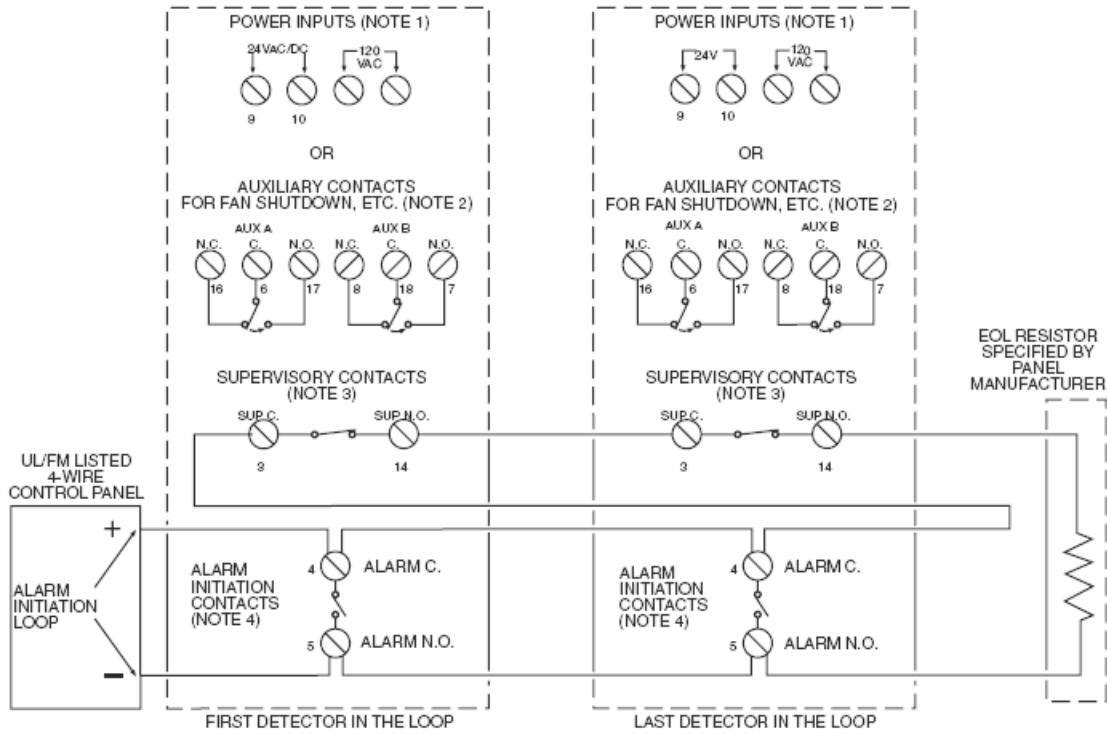 POWER INPUTS (NOTE 1)
24VAC/DC
120
VAC
9
10
OR
AUXILIARY CONTACTS
FOR FAN SHUTDOWN, ETC. (NOTE 2)
AUX A
AUX B
N.C.
C.
N.O.
N.C.
C.
N.O.
16
6
17
8
18
7
SUPERVISORY CONTACTS
(NOTE 3)
SUP C.
SUP N.O.
3
14
POWER INPUTS (NOTE 1)
24V
120
VAC
9
10
OR
AUXILIARY CONTACTS
FOR FAN SHUTDOWN, ETC. (NOTE 2)
AUX A
AUX B
N.C.
C.
N.O.
N.C.
C.
N.O.
16
6
17
8
18
7
SUPERVISORY CONTACTS
(NOTE 3)
SUP C.
SUP N.O.
3
14
EOL RESISTOR
SPECIFIED BY
PANEL
MANUFACTURER
UL/FM LISTED
4-WIRE
CONTROL PANEL
+
ALARM
INITIATION
LOOP
–
ALARM
INITIATION
CONTACTS
(NOTE 4)
4
ALARM C.
5
ALARM N.O.
ALARM
INITIATION
CONTACTS
(NOTE 4)
4
ALARM C.
5
ALARM N.O.
FIRST DETECTOR IN THE LOOP
LAST DETECTOR IN THE LOOP